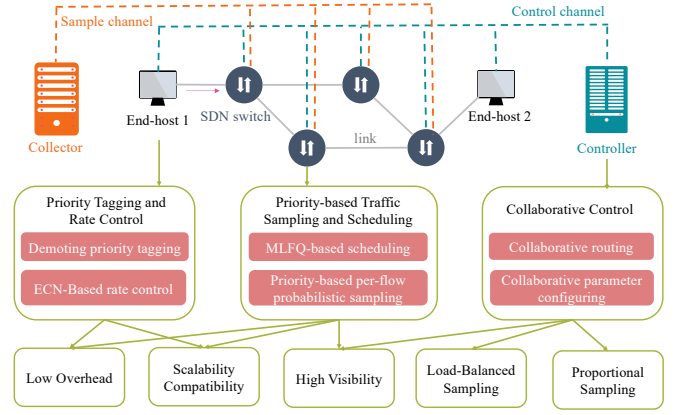 Sample channel
Control channel
End-host 1
SDN switch
End-host 2
link
Collector
Controller
Priority Tagging and
Rate Control
Demoting priority tagging
ECN-Based rate control
Priority-based Traffic
Sampling and Scheduling
MLFQ-based scheduling
Priority-based per-flow
probabilistic sampling
Collaborative Control
Collaborative routing
Collaborative parameter
configuring
Low Overhead
Scalability
Compatibility
High Visibility
Load-Balanced
Sampling
Proportional
Sampling